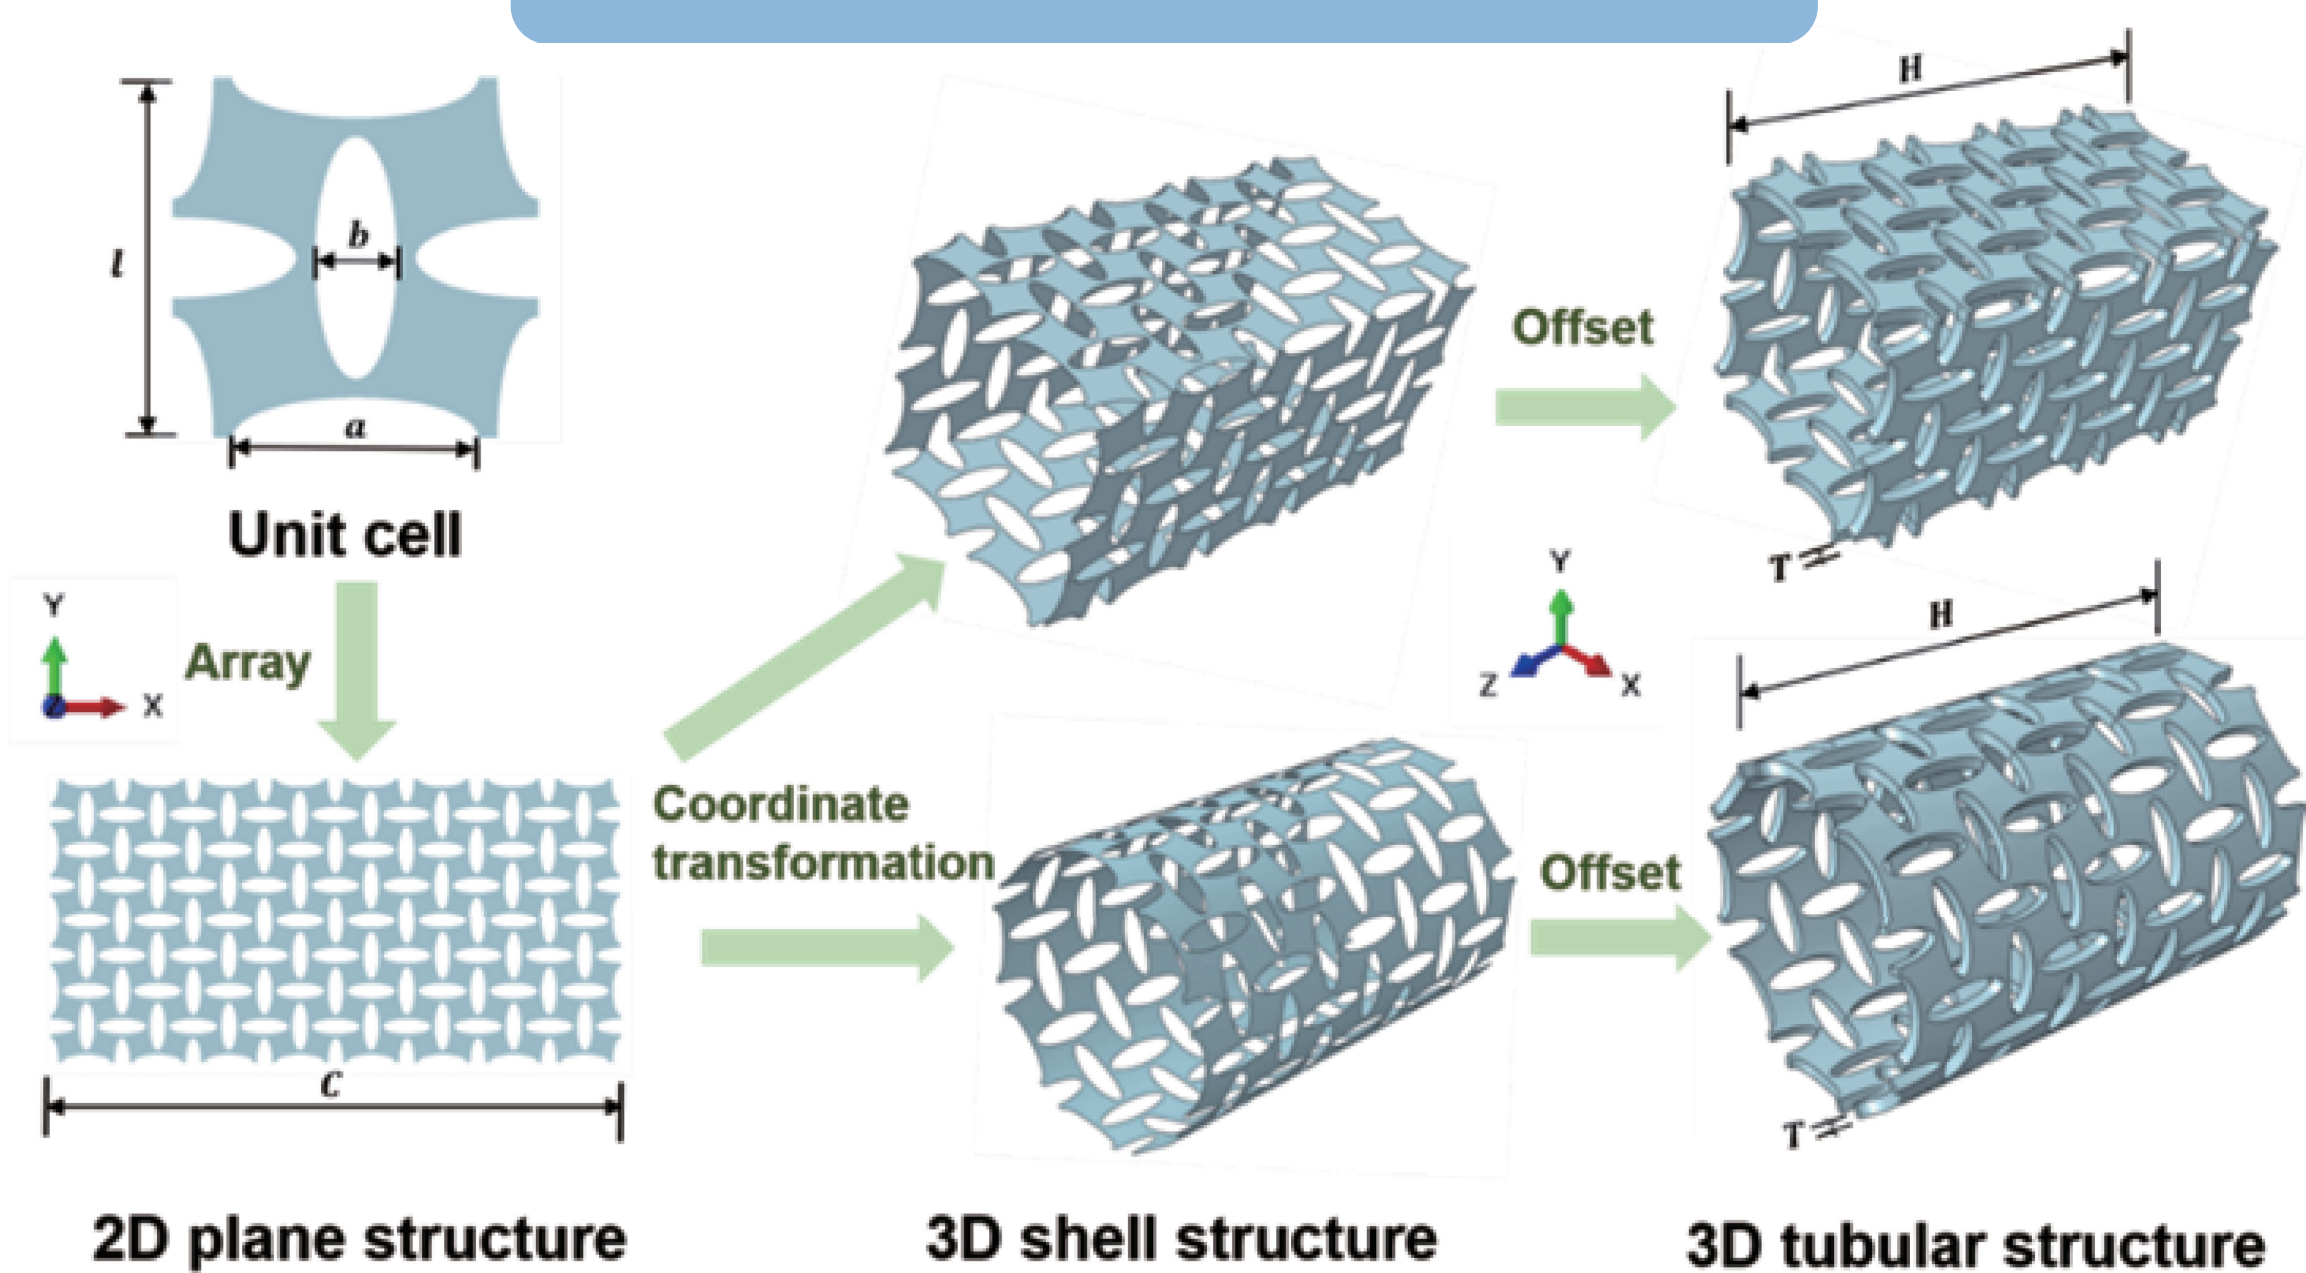 H
l
b
a
Unit cell
Offset
Y
X
Z
Array
T
Y
Z
X
H
Coordinate
transformation
Offset
C
T
2D plane structure
3D shell structure
3D tubular structure